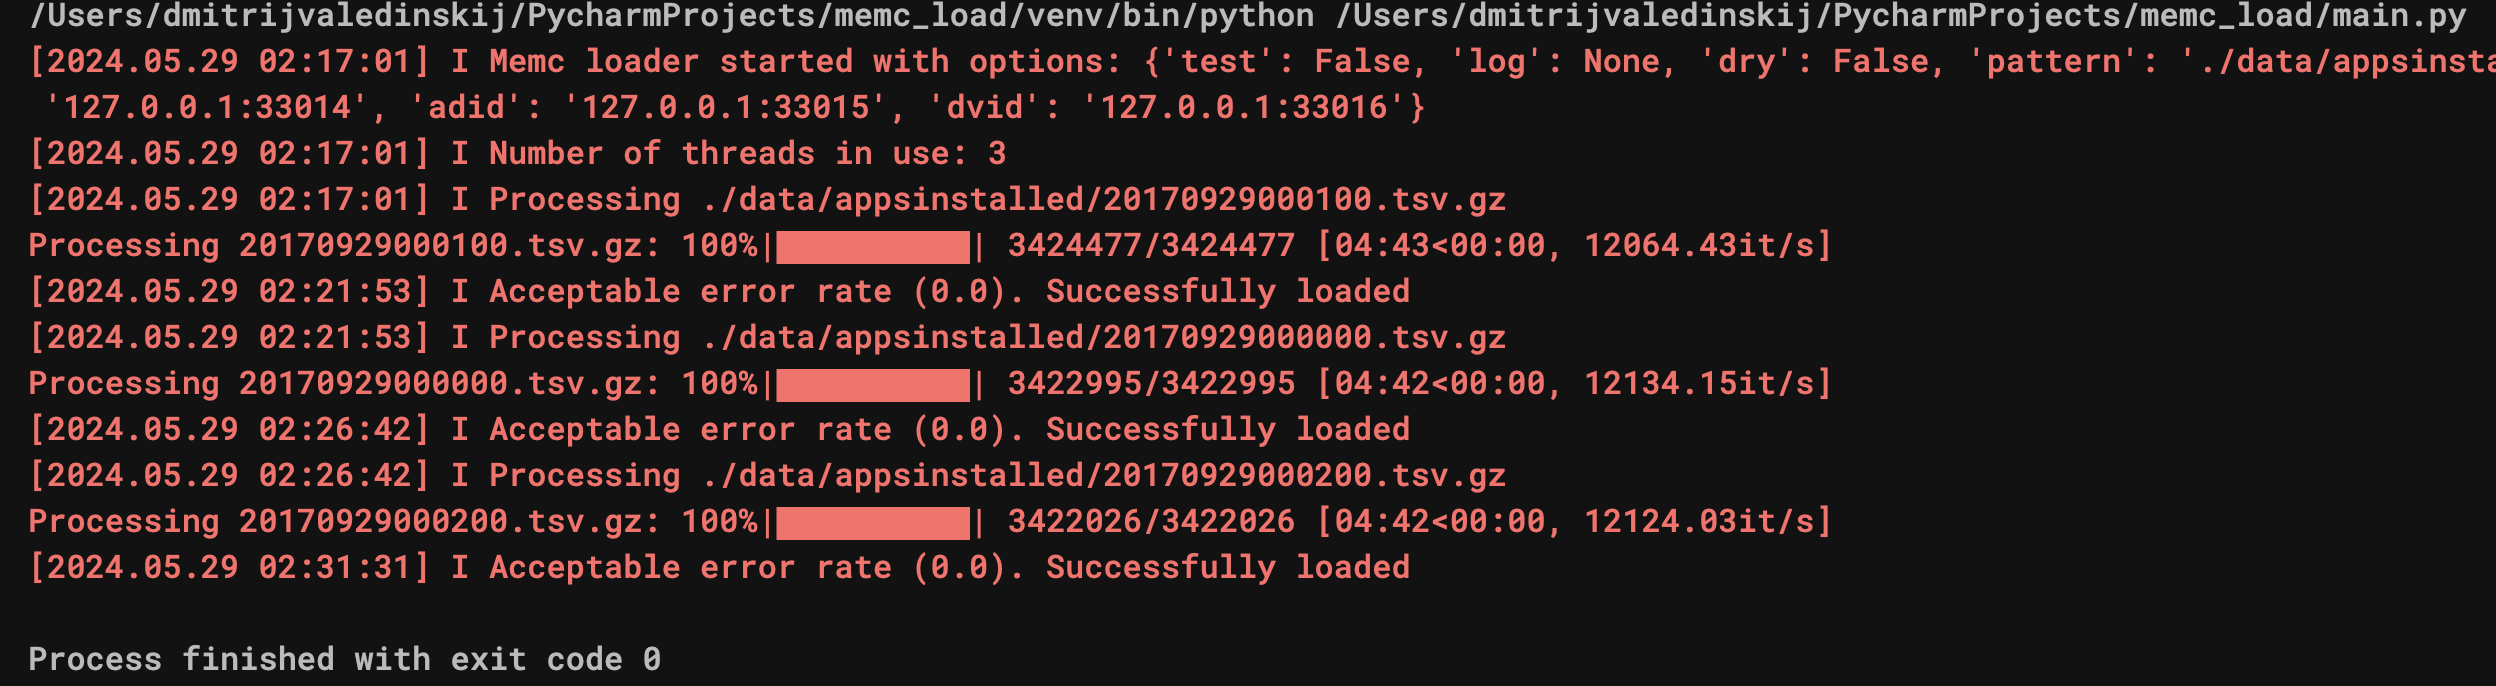 /Users/dmitrijvaledinskij/PycharmProjects/memc_load/venv/bin/python /Users/dmitrijvaledinskij/PycharmProjects/memc_load/main.py
[2024.05.29 02:17:01] I Memc loader started with options: {'test': False, 'log': None, 'dry': False, 'pattern': './data/appsinsta
'127.0.0.1:33014', 'adid': '127.0.0.1:33015', 'dvid': '127.0.0.1:33016'}
[2024.05.29 02:17:01] I Number of threads in use: 3
[2024.05.29 02:17:01] I Processing ./data/appsinstalled/20170929000100.tsv.gz
Processing 20170929000100.tsv.gz: 100%|██████████| 3424477/3424477 [04:43<00:00, 12064.43it/s]
[2024.05.29 02:21:53] I Acceptable error rate (0.0). Successfully loaded
[2024.05.29 02:21:53] I Processing ./data/appsinstalled/20170929000000.tsv.gz
Processing 20170929000000.tsv.gz: 100%|██████████| 3422995/3422995 [04:42<00:00, 12134.15it/s]
[2024.05.29 02:26:42] I Acceptable error rate (0.0). Successfully loaded
[2024.05.29 02:26:42] I Processing ./data/appsinstalled/20170929000200.tsv.gz
Processing 20170929000200.tsv.gz: 100%|██████████| 3422026/3422026 [04:42<00:00, 12124.03it/s]
[2024.05.29 02:31:31] I Acceptable error rate (0.0). Successfully loaded
Process finished with exit code 0